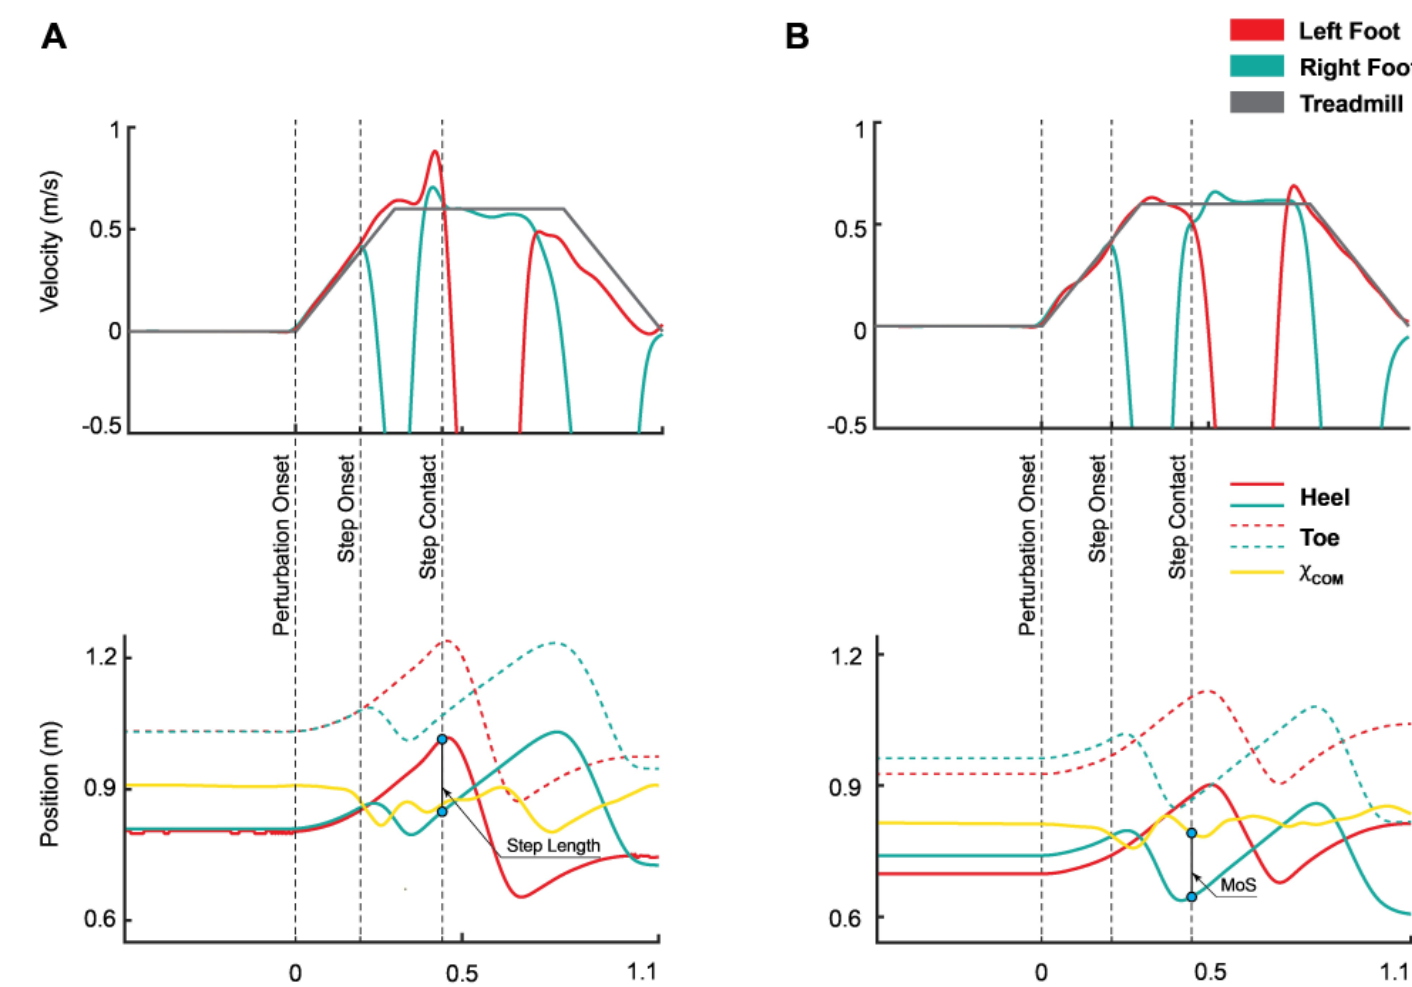 A
B
Left Foot
Right Foo
Treadmill
Velocity (m/s)
1
0.5
0
-0.5
1
0.5
0
-0.5
Perturbation Onset
Step Onset
Step Contact
Perturbation Onset
Step Onset
Step Contact
Heel
Toe
χCOM
Position (m)
1.2
0.9
0.6
Step Length
0
0.5
1.1
1.2
0.9
0.6
MoS
0
0.5
1.1